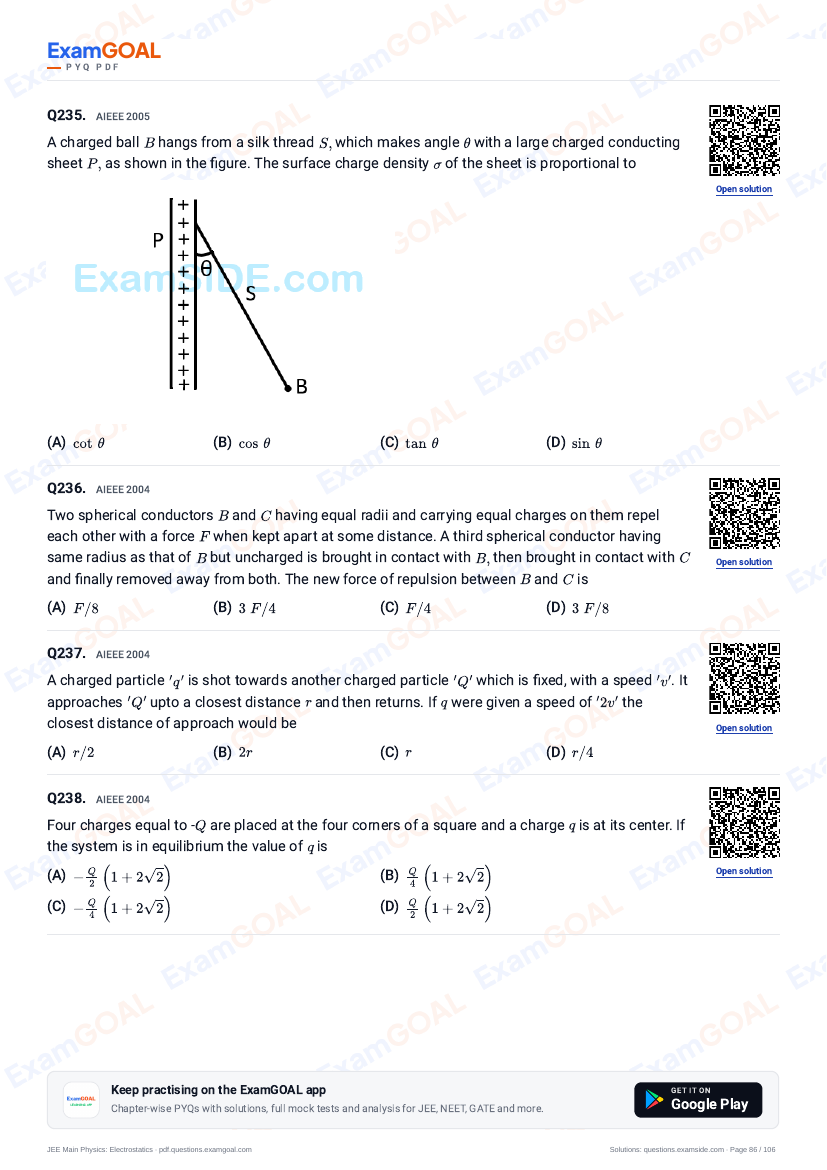 ExamGOAL
PYQ PDF
Q235. AIEEE 2005
A charged ball B hangs from a silk thread S, which makes angle θ with a large charged conducting
sheet P, as shown in the figure. The surface charge density σ of the sheet is proportional to
Open solution
P
θ
ExamSIDE.com
S
B
(A) cot θ (B) cos θ (C) tan θ (D) sin θ
Q236. AIEEE 2004
Two spherical conductors B and C having equal radii and carrying equal charges on them repel
each other with a force F when kept apart at some distance. A third spherical conductor having
same radius as that of B but uncharged is brought in contact with B, then brought in contact with C
and finally removed away from both. The new force of repulsion between B and C is
Open solution
(A) F/8 (B) 3 F/4 (C) F/4 (D) 3 F/8
Q237. AIEEE 2004
A charged particle 'q' is shot towards another charged particle 'Q' which is fixed, with a speed 'v'. It
approaches 'Q' upto a closest distance r and then returns. If q were given a speed of '2v' the
closest distance of approach would be
Open solution
(A) r/2 (B) 2r (C) r (D) r/4
Q238. AIEEE 2004
Four charges equal to -Q are placed at the four corners of a square and a charge q is at its center. If
the system is in equilibrium the value of q is
Open solution
(A) −Q/2 (1 + 2√2) (B) Q/4 (1 + 2√2)
(C) −Q/4 (1 + 2√2) (D) Q/2 (1 + 2√2)
ExamGOAL
Keep practising on the ExamGOAL app
Chapter-wise PYQs with solutions, full mock tests and analysis for JEE, NEET, GATE and more.
GET IT ON
Google Play
JEE Main Physics: Electrostatics · pdf.questions.examgoal.com Solutions: questions.examside.com · Page 86 / 106